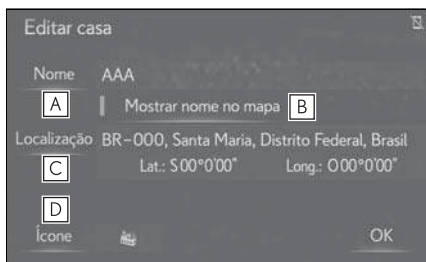 Editar casa
Nome AAA
A Mostrar nome no mapa B
Localização BR-000, Santa Maria, Distrito Federal, Brasil
C Lat.: S00°0'00" Long.: O00°0'00"
D
Ícone OK